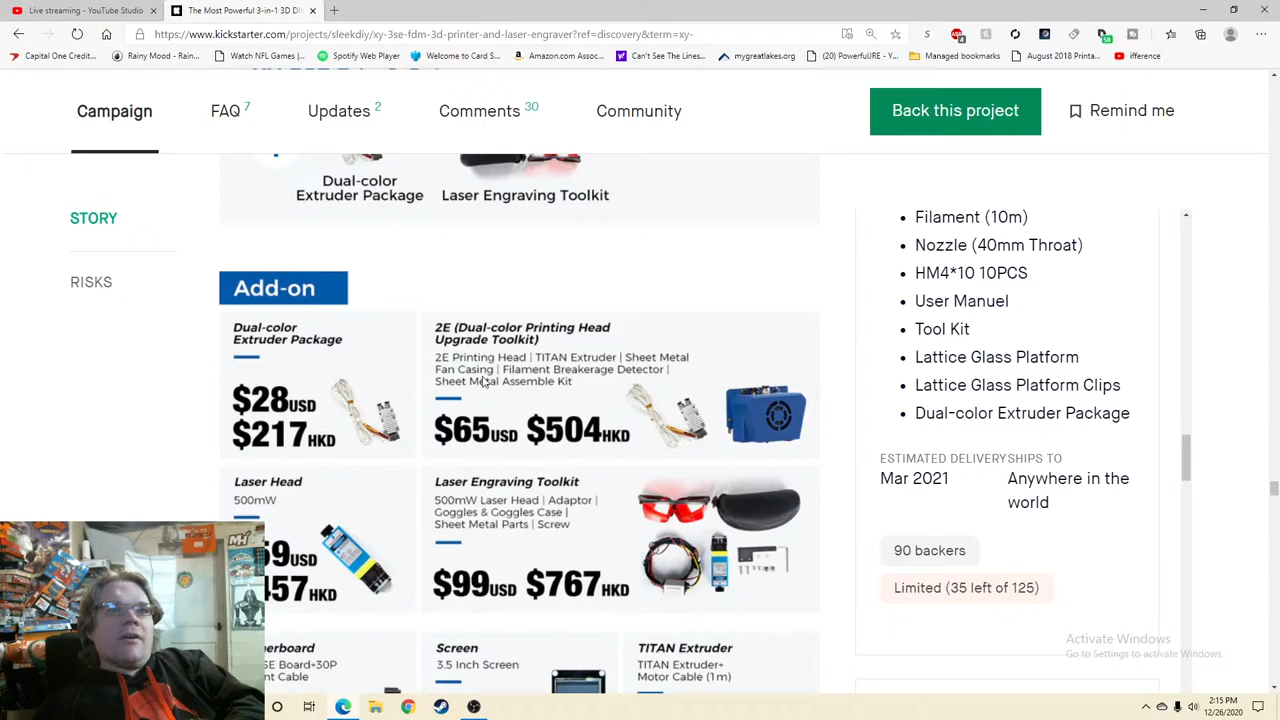 Live streaming - YouTube Studio
The Most Powerful 3-in-1 3D
https://www.kickstarter.com/projects/sleekdiy/xy-3se-fdm-3d-printer-and-laser-engraver?ref=discovery&term=xy-
Capital One Credit...
Rainy Mood - Rainy...
Watch NFL Games |...
Spotify Web Player
Welcome to Card S...
Amazon.com Assoc...
Can't See The Lines...
mygreatlakes.org
(20) PowerfulJRE - Y...
Managed bookmarks
August 2018 Printa...
ifference
Campaign
FAQ 7
Updates 2
Comments 30
Community
Back this project
Remind me
STORY
RISKS
Dual-color
Extruder Package
Laser Engraving Toolkit
Add-on
Dual-color
Extruder Package
$28USD
$217HKD
2E (Dual-color Printing Head
Upgrade Toolkit)
2E Printing Head | TITAN Extruder | Sheet Metal
Fan Casing | Filament Breakerage Detector |
Sheet Metal Assemble Kit
$65USD $504HKD
Laser Head
500mW
59USD
457HKD
Laser Engraving Toolkit
500mW Laser Head | Adaptor |
Goggles & Goggles Case |
Sheet Metal Parts | Screw
$99USD $767HKD
herboard
SE Board+30P
nt Cable
Screen
3.5 Inch Screen
TITAN Extruder
TITAN Extruder+
Motor Cable (1m)
Filament (10m)
Nozzle (40mm Throat)
HM4*10 10PCS
User Manuel
Tool Kit
Lattice Glass Platform
Lattice Glass Platform Clips
Dual-color Extruder Package
ESTIMATED DELIVERY
Mar 2021
SHIPS TO
Anywhere in the
world
90 backers
Limited (35 left of 125)
Activate Windows
Go to Settings to activate Windows.
2:15 PM
12/26/2020